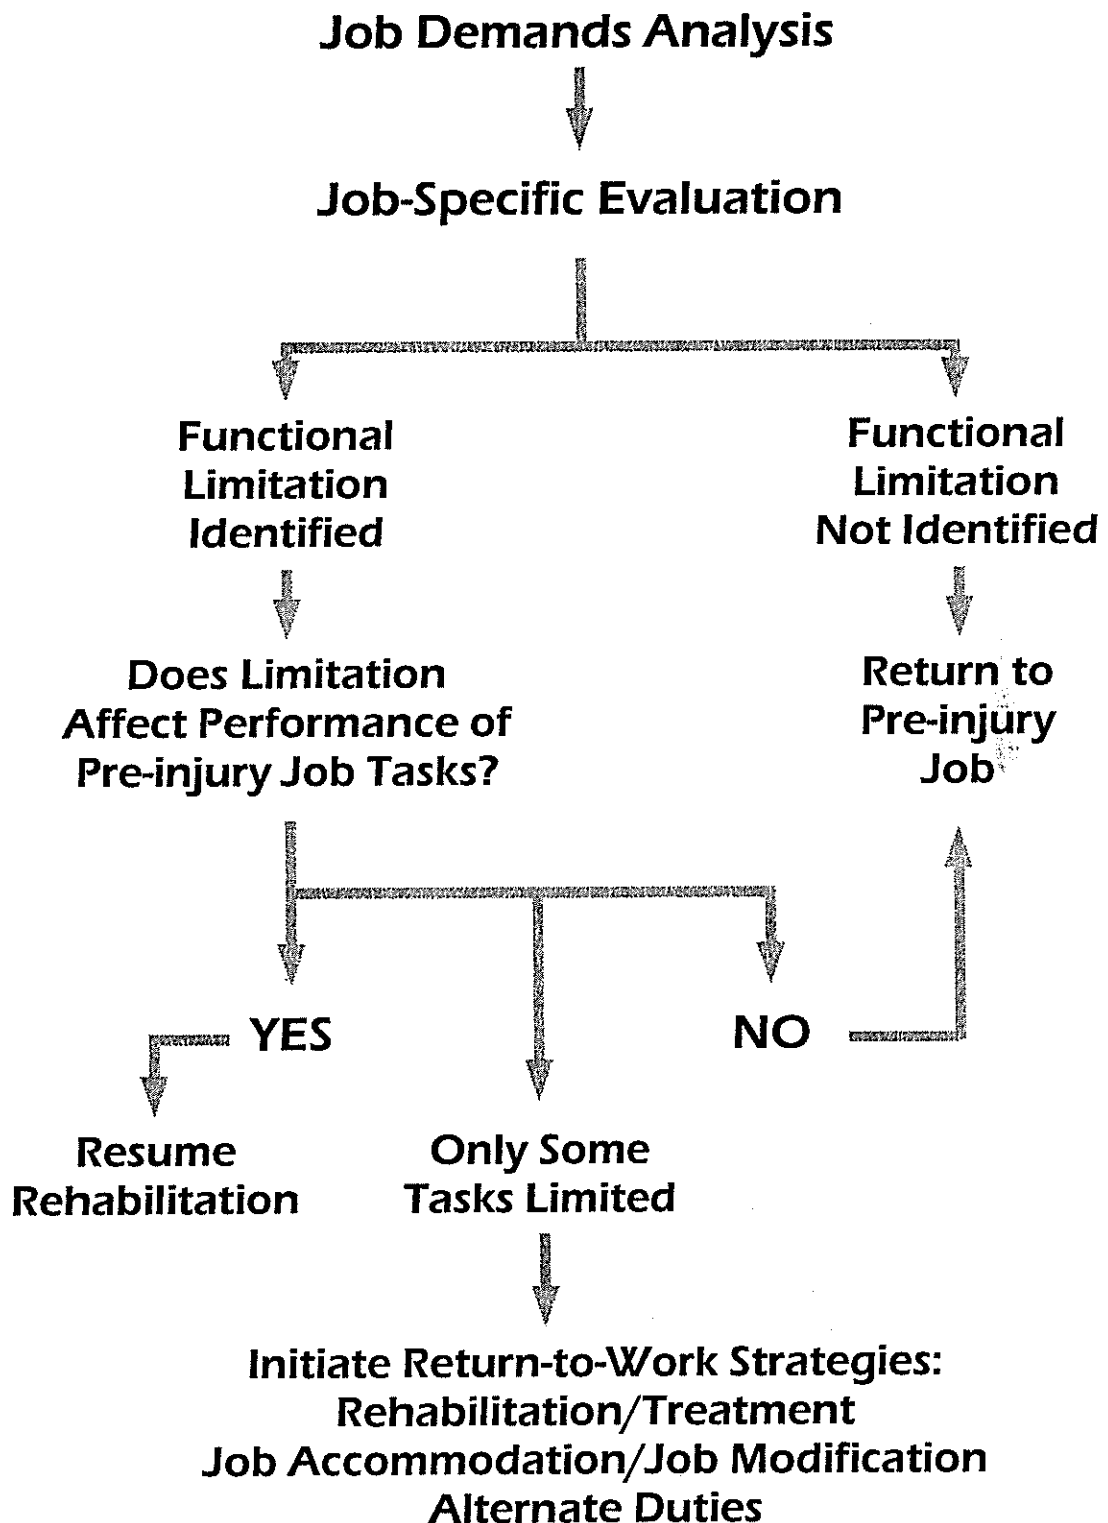 Job Demands Analysis
Job-Specific Evaluation
Functional
Limitation
Identified
Functional
Limitation
Not Identified
Does Limitation
Affect Performance of
Pre-injury Job Tasks?
Return to
Pre-injury
Job
YES
NO
Resume
Rehabilitation
Only Some
Tasks Limited
Initiate Return-to-Work Strategies:
Rehabilitation/Treatment
Job Accommodation/Job Modification
Alternate Duties